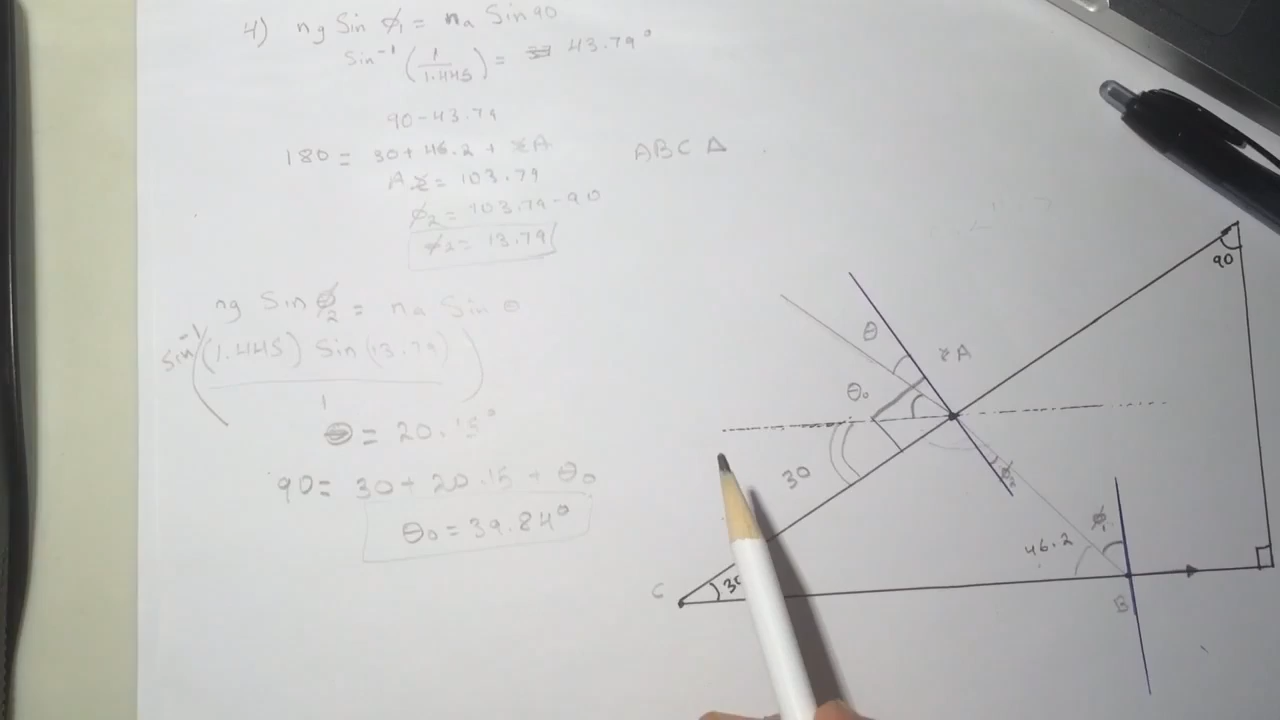 4) ng Sin ϕ₁ = na Sin 90
Sin⁻¹ (1/1.445) = 43.79°
90-43.79
180 = 30 + 46.2 + A
A = 103.79
ϕ₂ = 103.79 - 90
ϕ₂ = 13.79
ABC Δ
ng Sin ϕ₂ = na Sin θ
Sin⁻¹ ((1.445) Sin (13.79) / 1)
θ = 20.15°
90 = 30 + 20.15 + θ₀
θ₀ = 39.84°
90
θ
A
θ₀
30
ϕ₂
ϕ₁
46.2
C
30
B